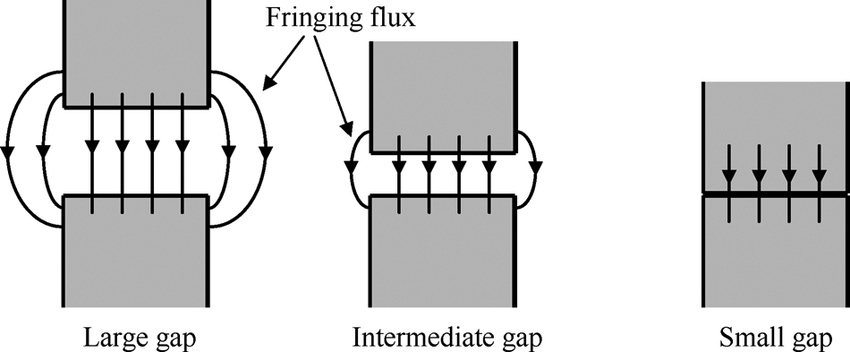 Fringing flux
Large gap
Intermediate gap
Small gap